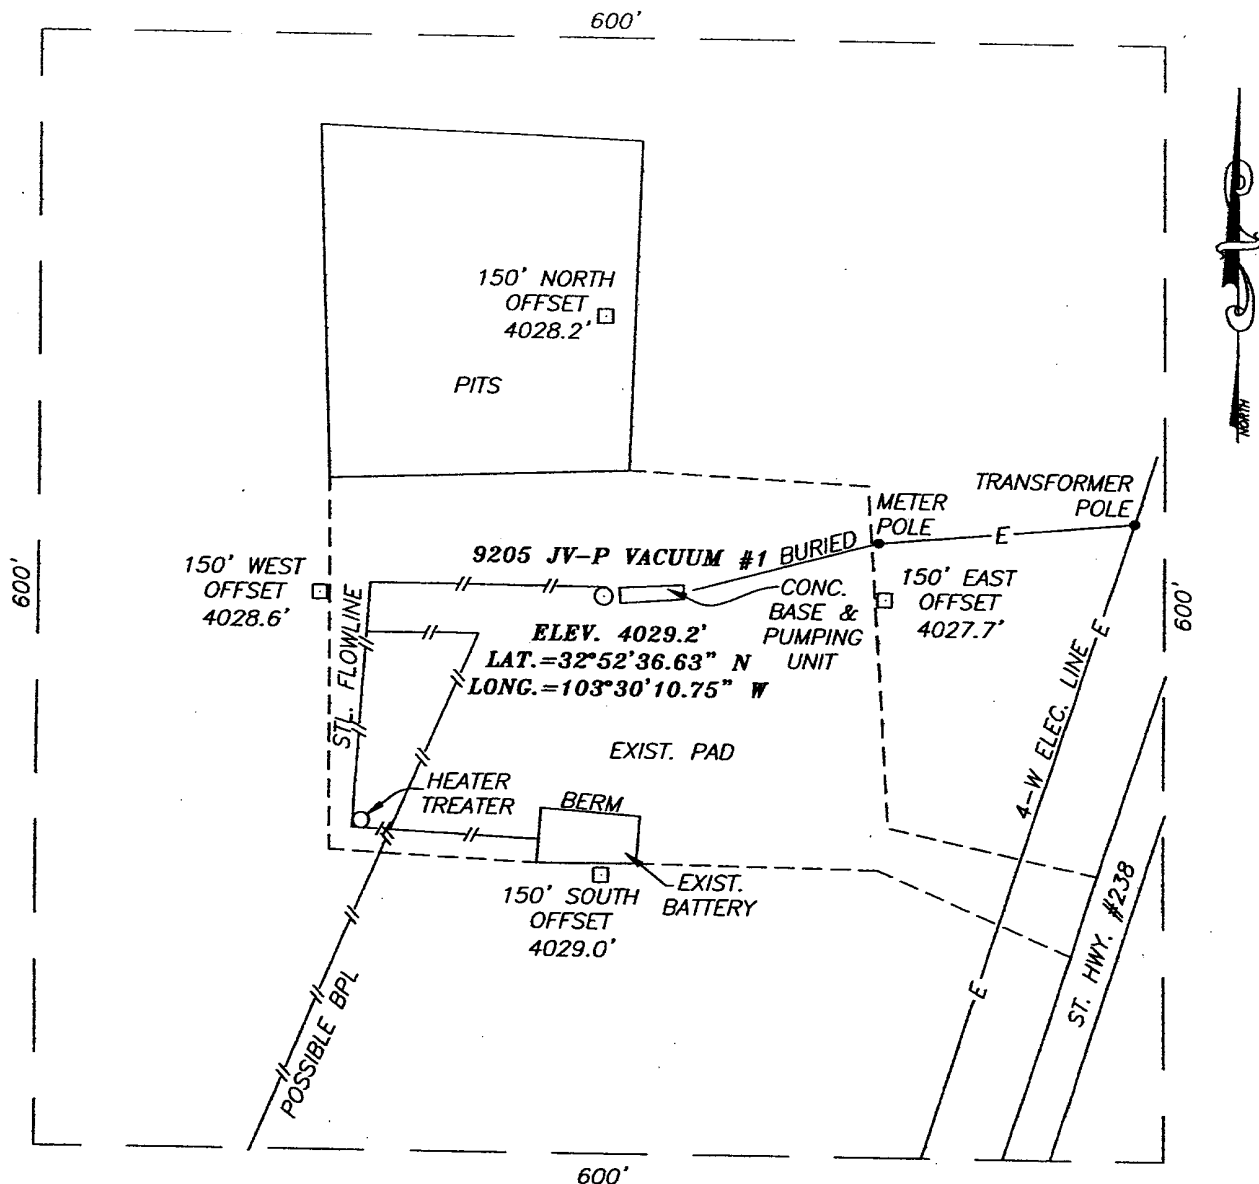 600'
150' NORTH
OFFSET
4028.2'
PITS
NORTH
TRANSFORMER
POLE
METER
POLE
E
9205 JV-P VACUUM #1
BURIED
150' WEST
OFFSET
4028.6'
600'
CONC.
BASE &
PUMPING
UNIT
150' EAST
OFFSET
4027.7'
600'
ELEV. 4029.2'
LAT.=32°52'36.63" N
LONG.=103°30'10.75" W
STL. FLOWLINE
E
4-W ELEC. LINE
EXIST. PAD
HEATER
TREATER
BERM
EXIST.
BATTERY
150' SOUTH
OFFSET
4029.0'
ST. HWY. #238
E
POSSIBLE BPL
600'